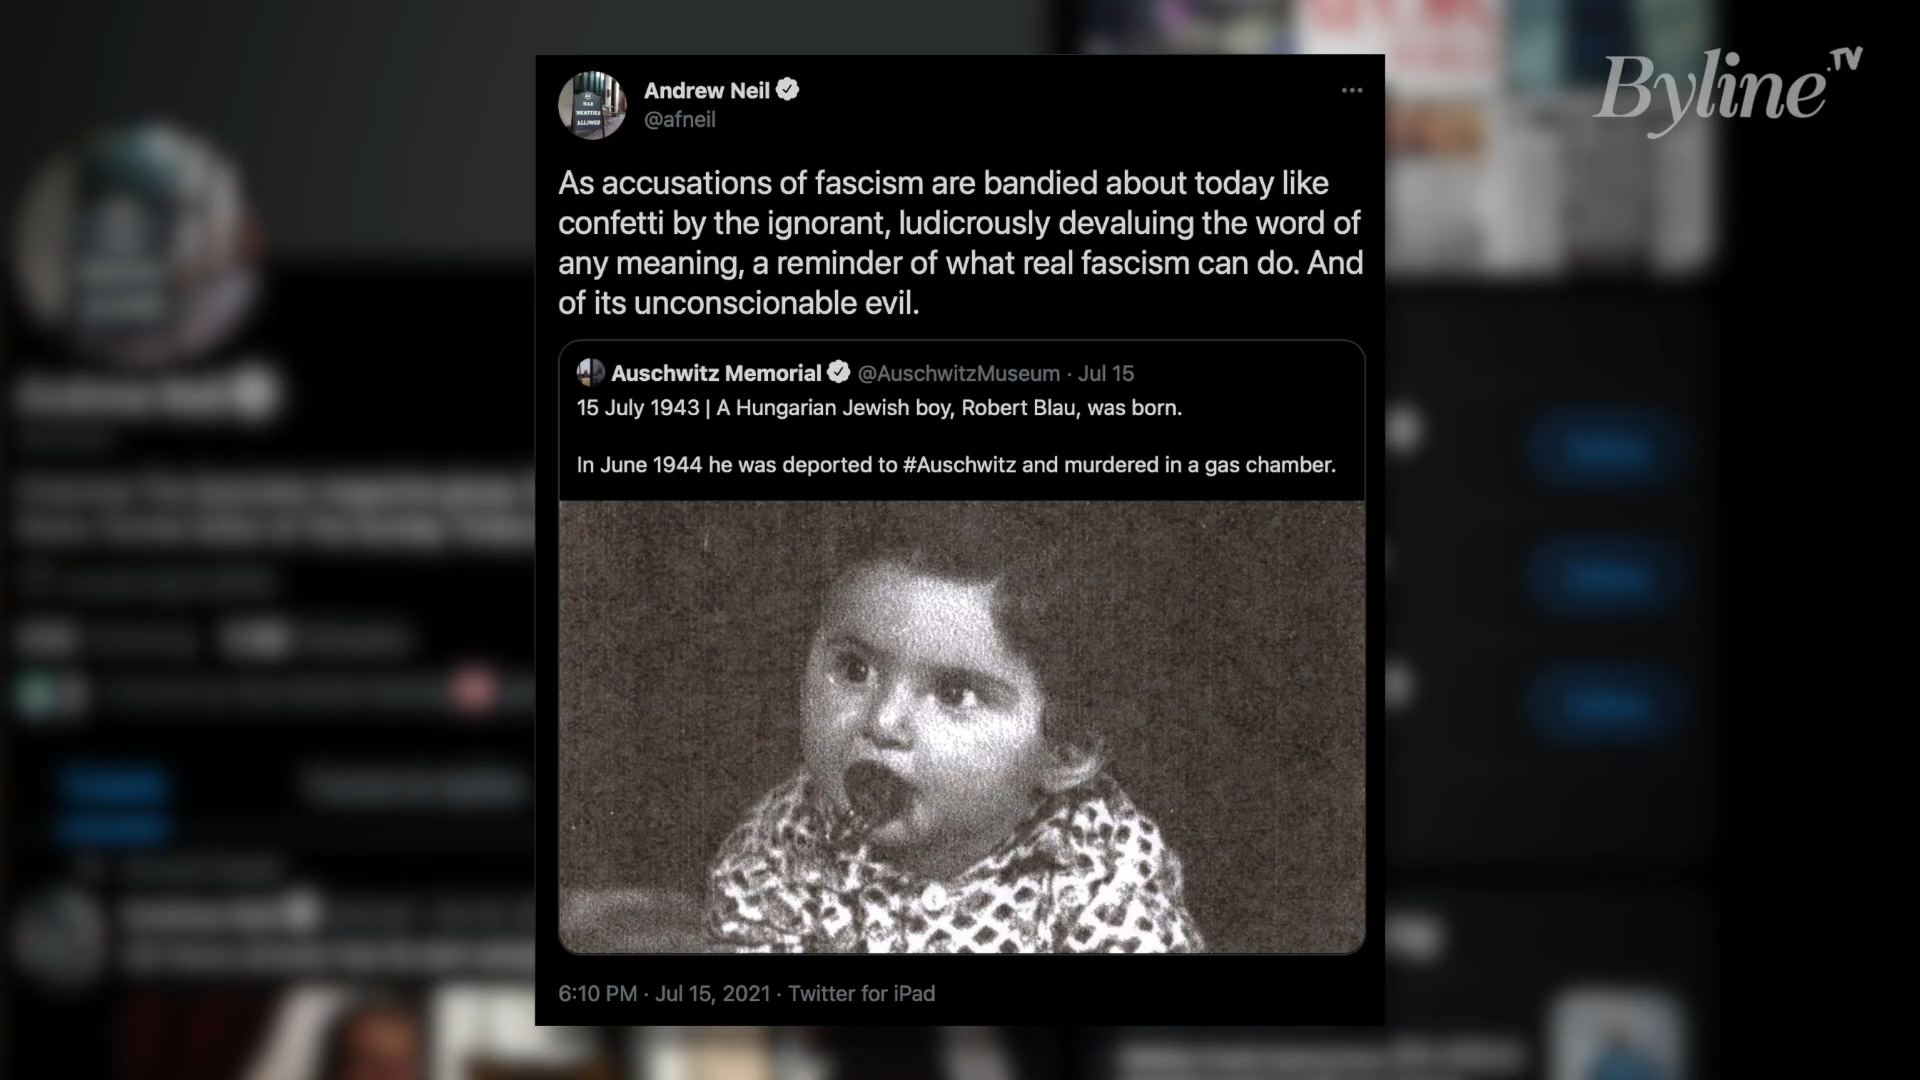 Byline.TV
Andrew Neil
@afneil
As accusations of fascism are bandied about today like
confetti by the ignorant, ludicrously devaluing the word of
any meaning, a reminder of what real fascism can do. And
of its unconscionable evil.
Auschwitz Memorial @AuschwitzMuseum · Jul 15
15 July 1943 | A Hungarian Jewish boy, Robert Blau, was born.
In June 1944 he was deported to #Auschwitz and murdered in a gas chamber.
6:10 PM · Jul 15, 2021 · Twitter for iPad